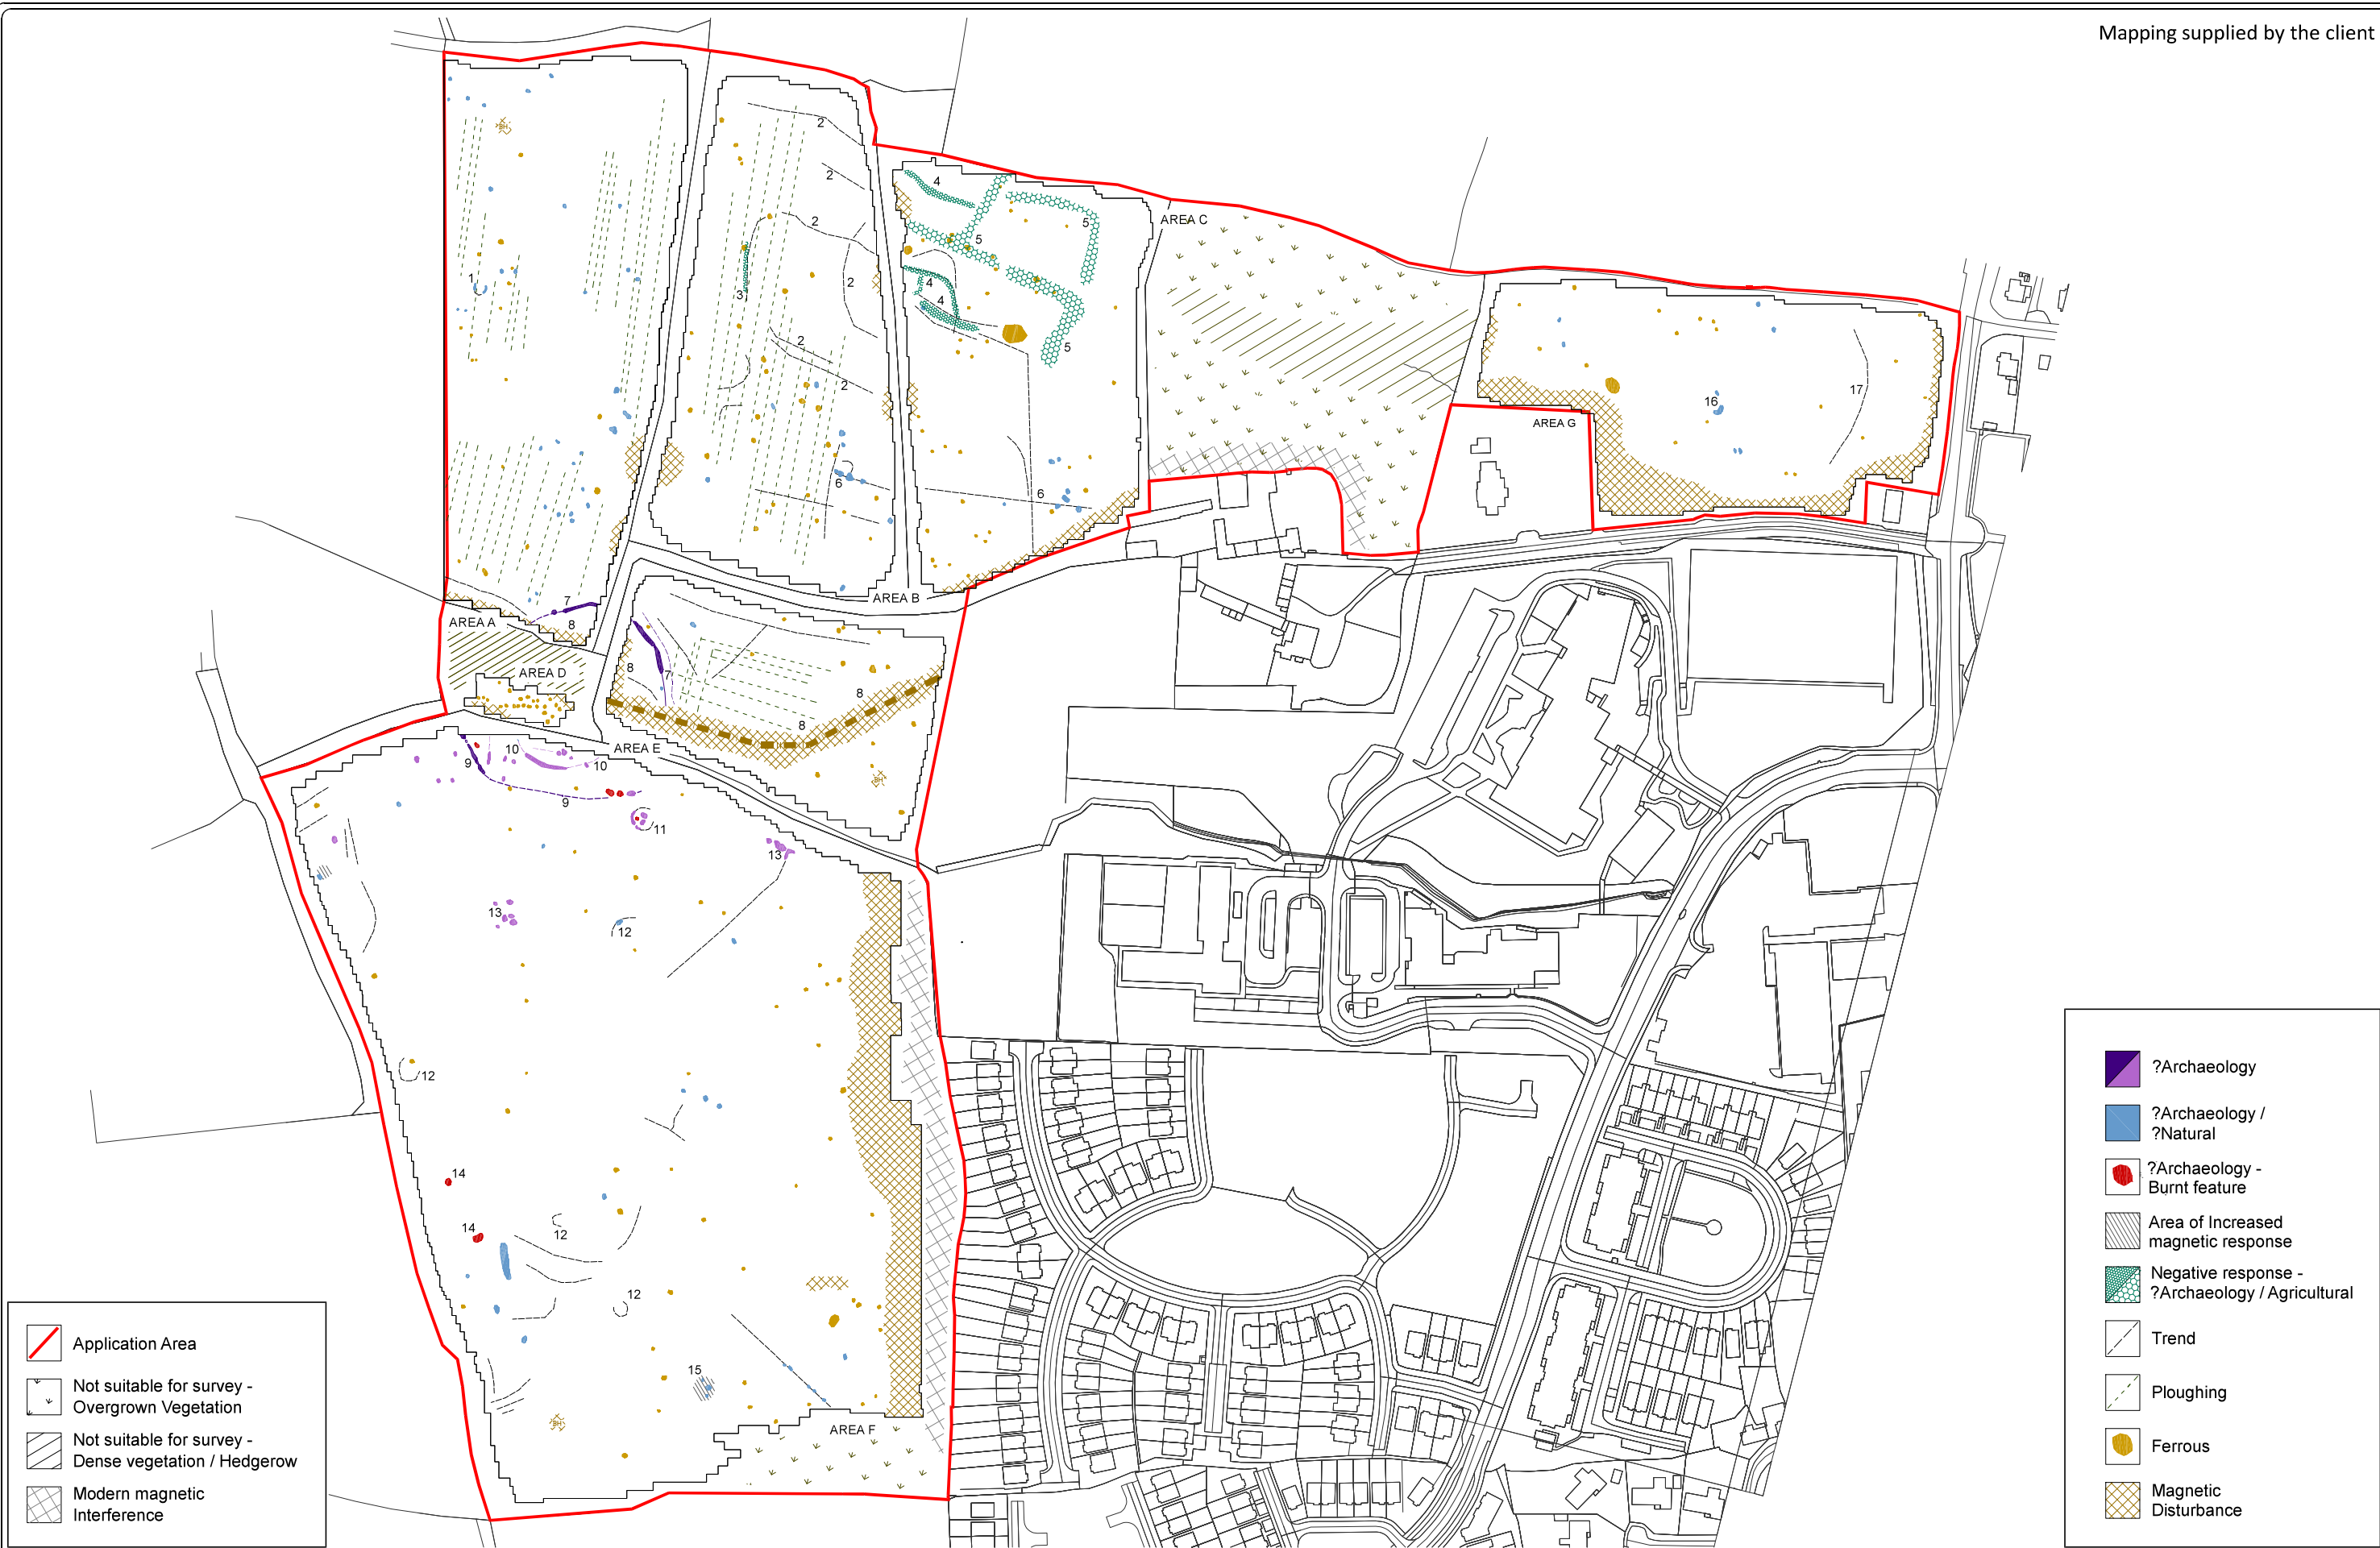 Mapping supplied by the client
2
2
4
AREA C
2
5
5
1
2
4
3
4
2
5
2
17
16
AREA G
6
6
AREA B
7
AREA A
8
8
7
AREA D
8
8
AREA E
10
9
10
9
BH
BH
11
13
13
12
12
14
14
12
12
15
BH
AREA F
Application Area
Not suitable for survey -
Overgrown Vegetation
Not suitable for survey -
Dense vegetation / Hedgerow
Modern magnetic
Interference
?Archaeology
?Archaeology /
?Natural
?Archaeology -
Burnt feature
Area of Increased
magnetic response
Negative response -
?Archaeology / Agricultural
Trend
Ploughing
Ferrous
Magnetic
Disturbance